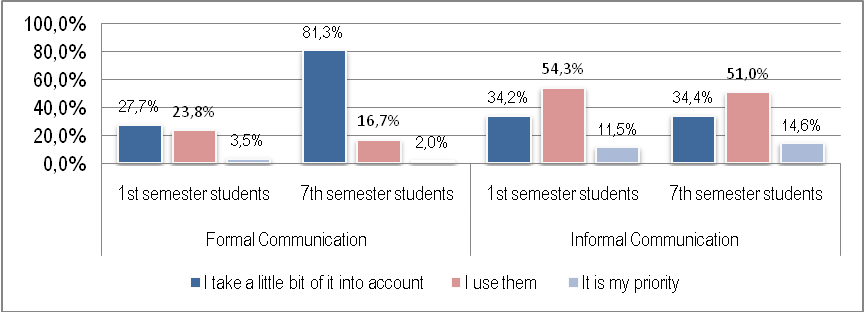 100,0%
80,0%
60,0%
40,0%
20,0%
0,0%
27,7% 23,8% 3,5% 81,3% 16,7% 2,0% 34,2% 54,3% 11,5% 34,4% 51,0% 14,6%
1st semester students 7th semester students 1st semester students 7th semester students
Formal Communication Informal Communication
I take a little bit of it into account I use them It is my priority